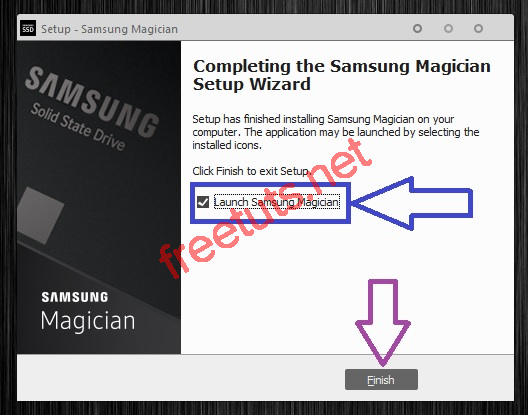 SAMSUNG
SSD
Setup - Samsung Magician
SAMSUNG
Solid State Drive
SAMSUNG
Magician
Completing the Samsung Magician
Setup Wizard
Setup has finished installing Samsung Magician on your
computer. The application may be launched by selecting the
installed icons.
Click Finish to exit Setup.
Launch Samsung Magician
freetuts.net
Finish